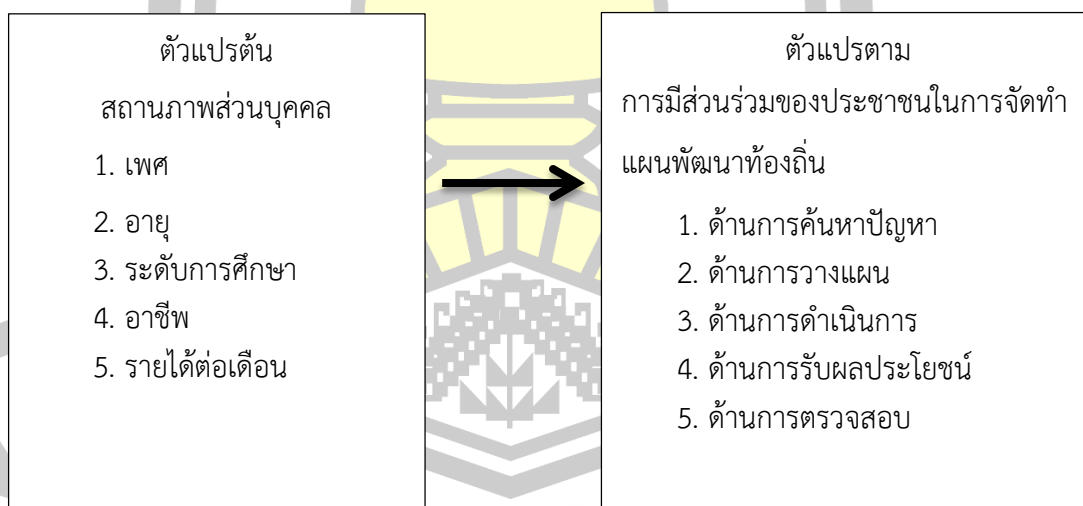 ตัวแปรต้น
สถานภาพส่วนบุคคล
1. เพศ
2. อายุ
3. ระดับการศึกษา
4. อาชีพ
5. รายได้ต่อเดือน
ตัวแปรตาม
การมีส่วนร่วมของประชาชนในการจัดทำ
แผนพัฒนาท้องถิ่น
1. ด้านการค้นหาปัญหา
2. ด้านการวางแผน
3. ด้านการดำเนินการ
4. ด้านการรับผลประโยชน์
5. ด้านการตรวจสอบ